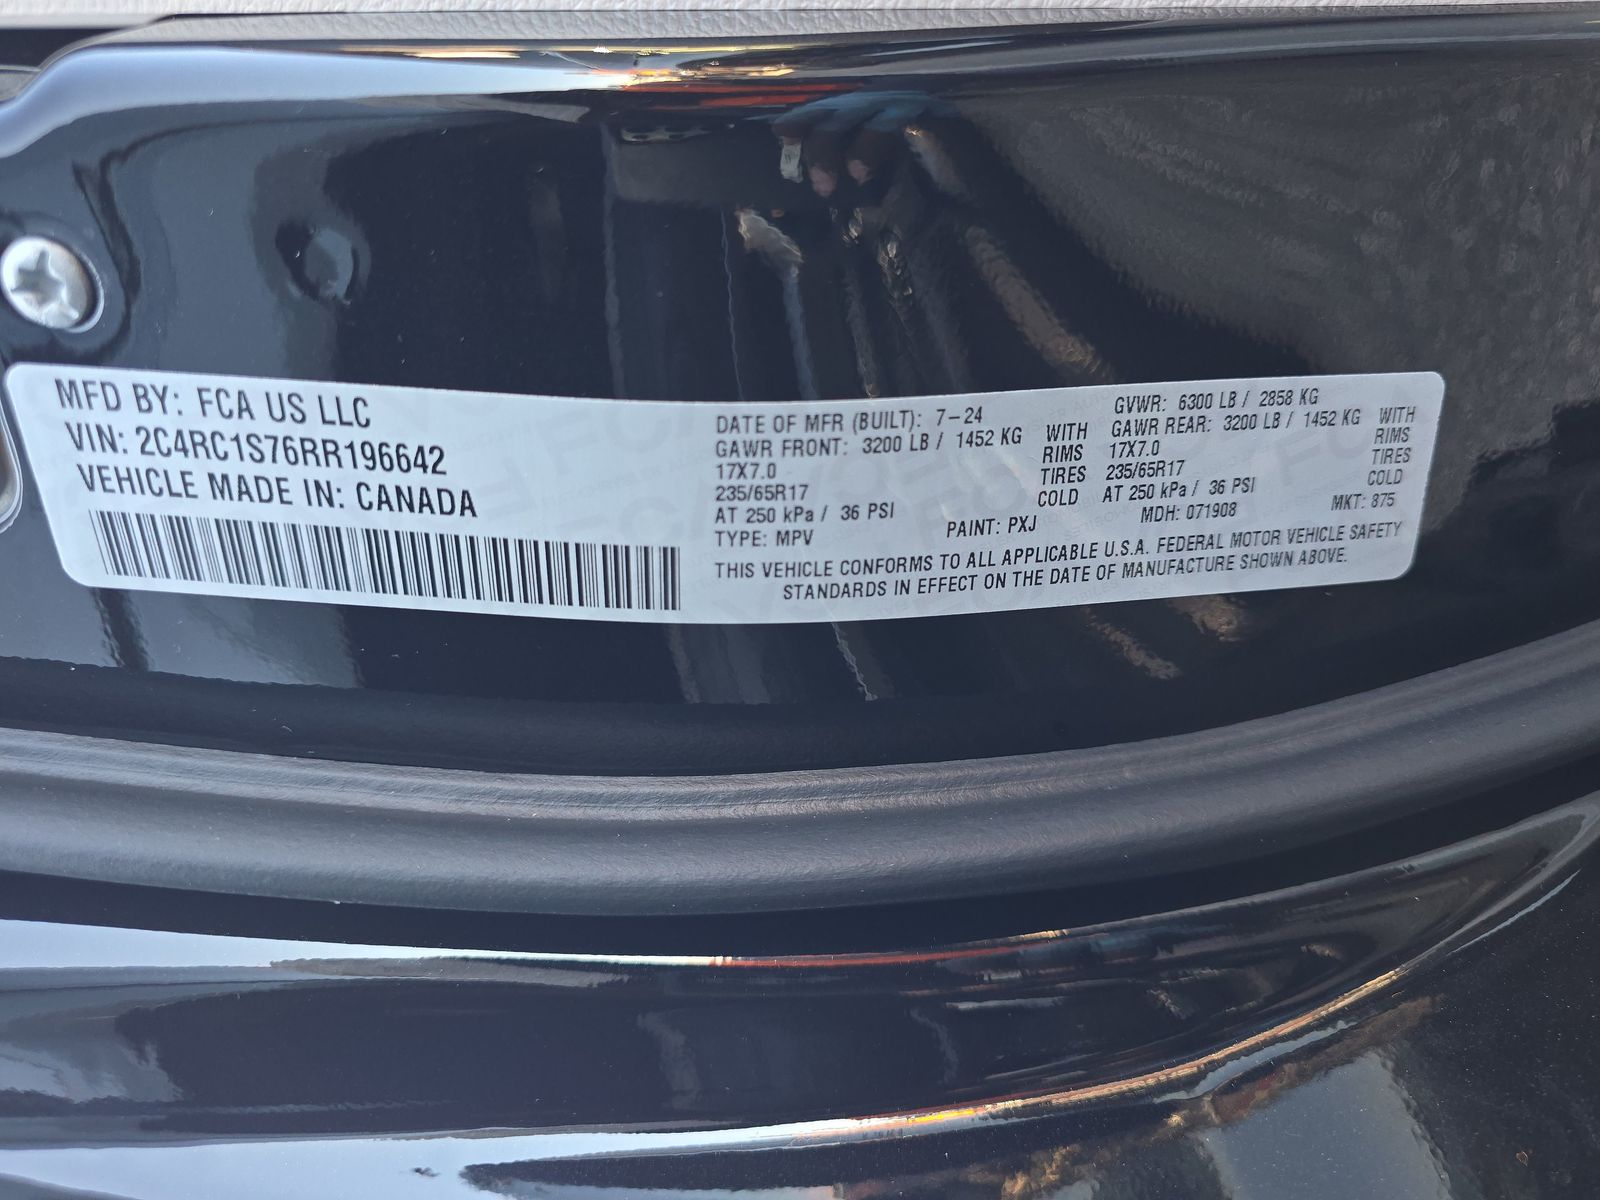 MFD BY: FCA US LLC
VIN: 2C4RC1S76RR196642
VEHICLE MADE IN: CANADA
DATE OF MFR (BUILT): 7-24
GAWR FRONT: 3200 LB / 1452 KG WITH
17X7.0 RIMS
235/65R17 TIRES
AT 250 kPa / 36 PSI COLD
TYPE: MPV
PAINT: PXJ
GVWR: 6300 LB / 2858 KG
GAWR REAR: 3200 LB / 1452 KG WITH
17X7.0 RIMS
235/65R17 TIRES
AT 250 kPa / 36 PSI COLD
MDH: 071908 MKT: 875
THIS VEHICLE CONFORMS TO ALL APPLICABLE U.S.A. FEDERAL MOTOR VEHICLE SAFETY
STANDARDS IN EFFECT ON THE DATE OF MANUFACTURE SHOWN ABOVE.